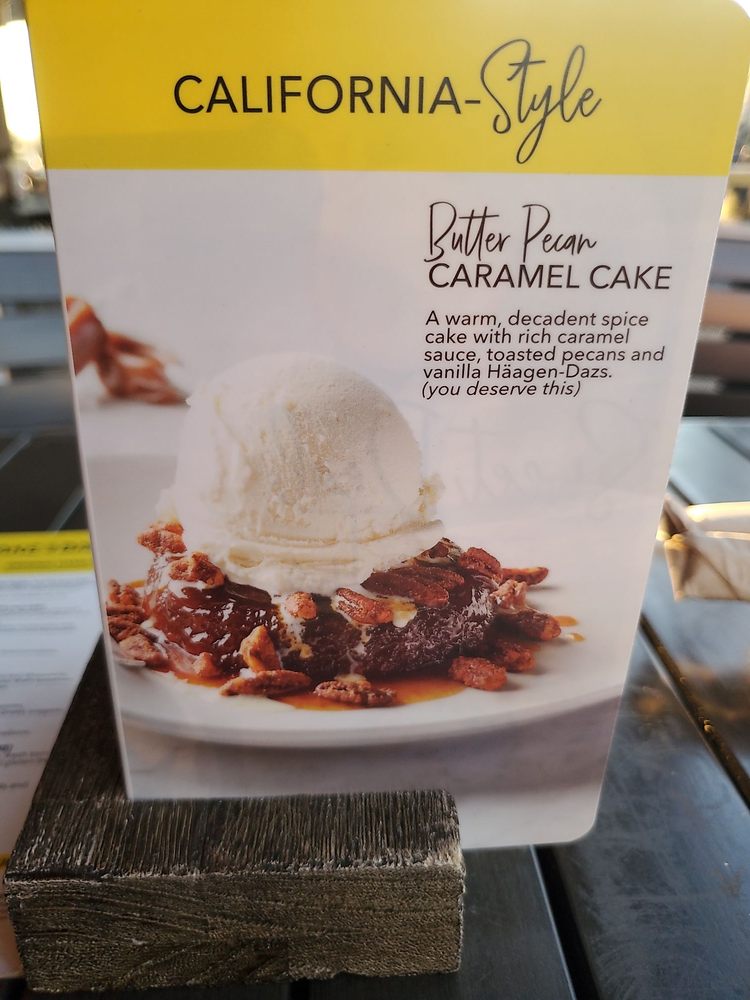 CALIFORNIA-Style
Butter Pecan
CARAMEL CAKE
A warm, decadent spice
cake with rich caramel
sauce, toasted pecans and
vanilla Häagen-Dazs.
(you deserve this)